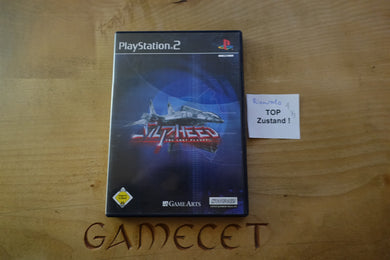 PlayStation.2
SILPHEED
THE LOST PLANET
GAME ARTS
TOP
Zustand !
GAMECET